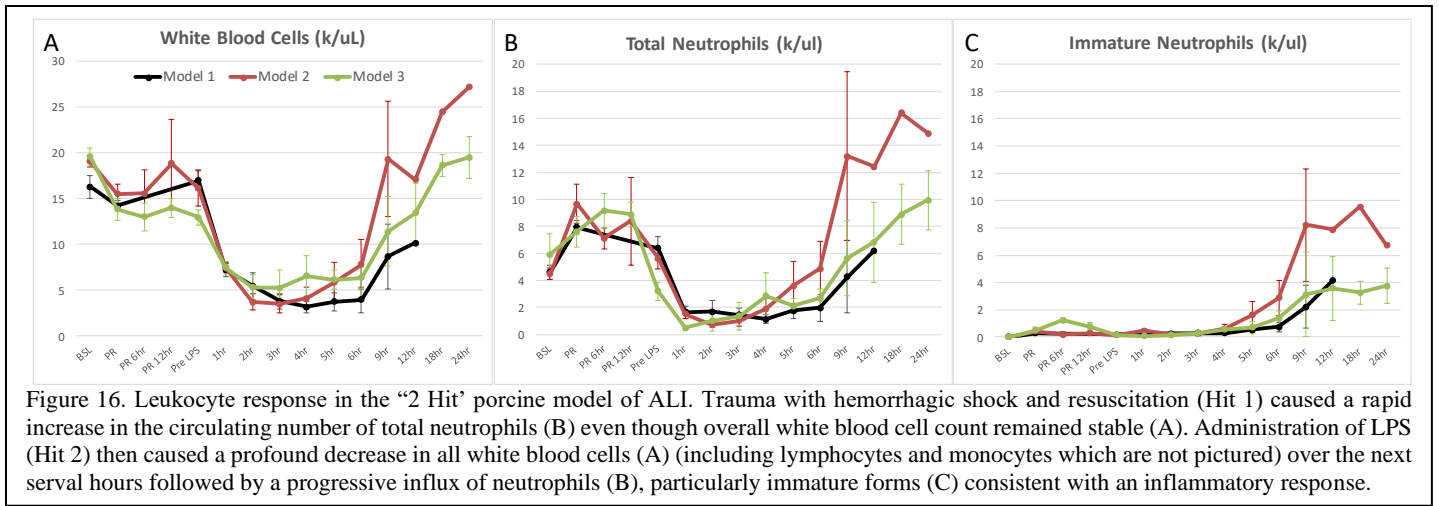 A
White Blood Cells (k/uL)
Model 1 Model 2 Model 3
30
25
20
15
10
5
0
BSL PR PR 6hr PR 12hr Pre LPS 1hr 2hr 3hr 4hr 5hr 6hr 9hr 12hr 18hr 24hr
B
Total Neutrophils (k/ul)
20
18
16
14
12
10
8
6
4
2
0
BSL PR PR 6hr PR 12hr Pre LPS 1hr 2hr 3hr 4hr 5hr 6hr 9hr 12hr 18hr 24hr
C
Immature Neutrophils (k/ul)
20
18
16
14
12
10
8
6
4
2
0
BSL PR PR 6hr PR 12hr Pre LPS 1hr 2hr 3hr 4hr 5hr 6hr 9hr 12hr 18hr 24hr
Figure 16. Leukocyte response in the “2 Hit’ porcine model of ALI. Trauma with hemorrhagic shock and resuscitation (Hit 1) caused a rapid
increase in the circulating number of total neutrophils (B) even though overall white blood cell count remained stable (A). Administration of LPS
(Hit 2) then caused a profound decrease in all white blood cells (A) (including lymphocytes and monocytes which are not pictured) over the next
serval hours followed by a progressive influx of neutrophils (B), particularly immature forms (C) consistent with an inflammatory response.